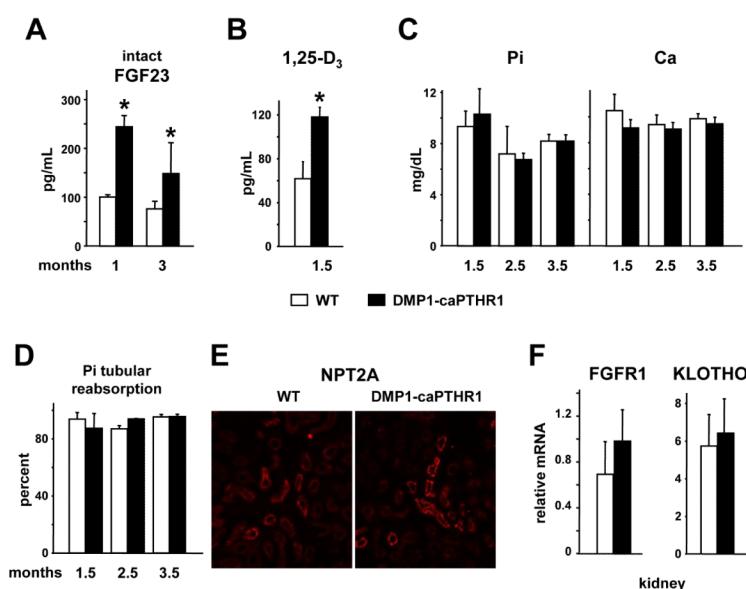 A
intact
FGF23
300
200
100
0
pg/mL
*
*
months 1 3
B
1,25-D3
120
80
40
0
pg/mL
*
1.5
C
Pi Ca
12
8
4
0
mg/dL
1.5 2.5 3.5 1.5 2.5 3.5
WT DMP1-caPTHR1
D
Pi tubular
reabsorption
80
40
0
percent
months 1.5 2.5 3.5
E
NPT2A
WT DMP1-caPTHR1
F
FGFR1 KLOTHO
relative mRNA
1.2
0.8
0.4
0
8
6
4
2
0
kidney